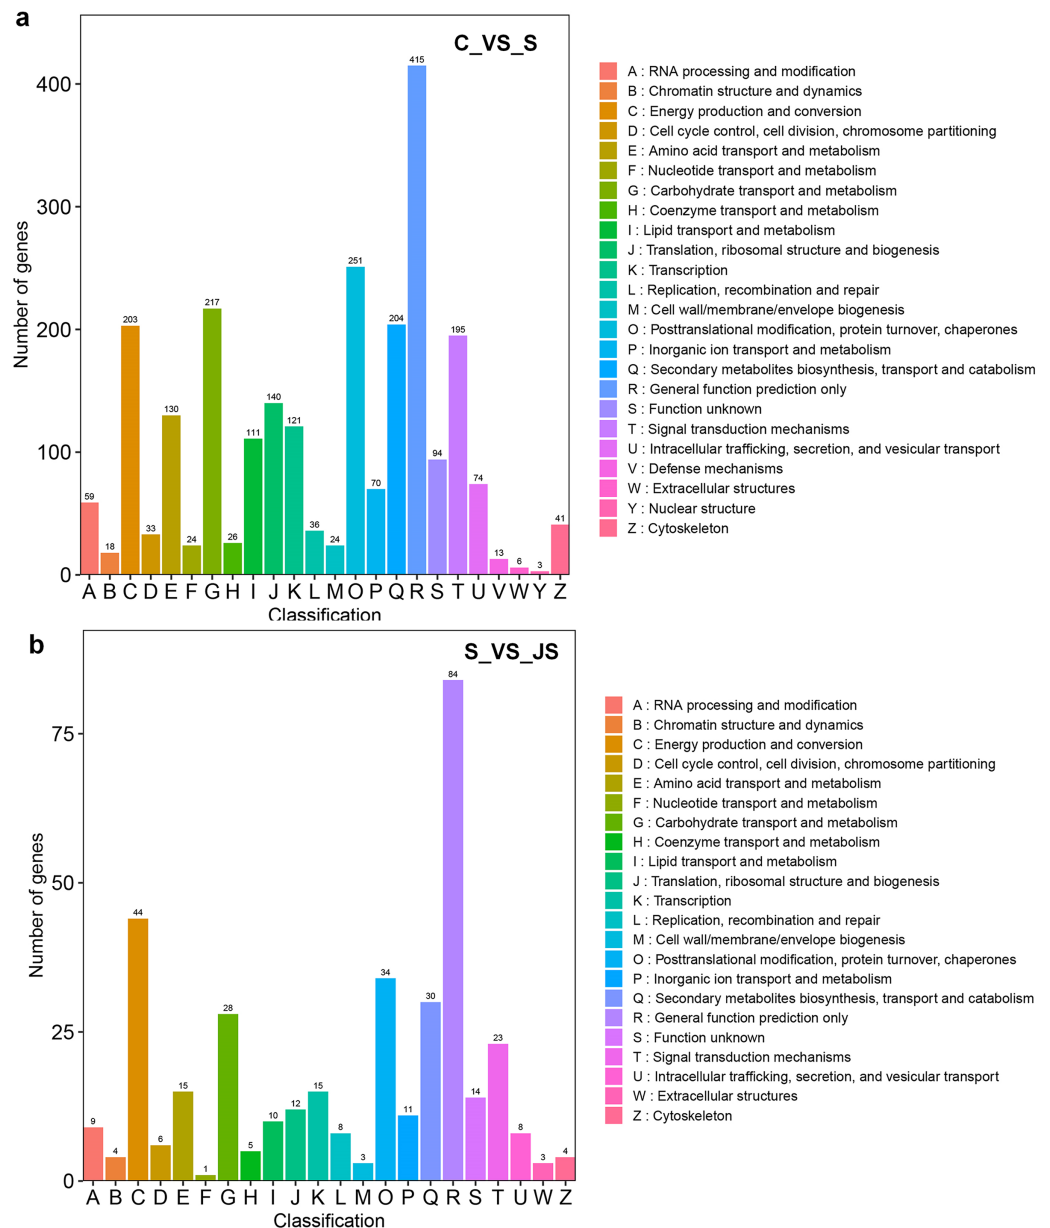 a
C_VS_S
Number of genes
400
300
200
100
0
59
18
203
33
130
24
217
26
111
140
121
36
24
251
70
204
415
94
195
74
13
6
3
41
A B C D E F G H I J K L M O P Q R S T U V W Y Z
Classification
A : RNA processing and modification
B : Chromatin structure and dynamics
C : Energy production and conversion
D : Cell cycle control, cell division, chromosome partitioning
E : Amino acid transport and metabolism
F : Nucleotide transport and metabolism
G : Carbohydrate transport and metabolism
H : Coenzyme transport and metabolism
I : Lipid transport and metabolism
J : Translation, ribosomal structure and biogenesis
K : Transcription
L : Replication, recombination and repair
M : Cell wall/membrane/envelope biogenesis
O : Posttranslational modification, protein turnover, chaperones
P : Inorganic ion transport and metabolism
Q : Secondary metabolites biosynthesis, transport and catabolism
R : General function prediction only
S : Function unknown
T : Signal transduction mechanisms
U : Intracellular trafficking, secretion, and vesicular transport
V : Defense mechanisms
W : Extracellular structures
Y : Nuclear structure
Z : Cytoskeleton
b
S_VS_JS
Number of genes
75
50
25
0
9
4
44
6
15
1
28
5
10
12
15
8
3
34
11
30
84
14
23
8
3
4
A B C D E F G H I J K L M O P Q R S T U W Z
Classification
A : RNA processing and modification
B : Chromatin structure and dynamics
C : Energy production and conversion
D : Cell cycle control, cell division, chromosome partitioning
E : Amino acid transport and metabolism
F : Nucleotide transport and metabolism
G : Carbohydrate transport and metabolism
H : Coenzyme transport and metabolism
I : Lipid transport and metabolism
J : Translation, ribosomal structure and biogenesis
K : Transcription
L : Replication, recombination and repair
M : Cell wall/membrane/envelope biogenesis
O : Posttranslational modification, protein turnover, chaperones
P : Inorganic ion transport and metabolism
Q : Secondary metabolites biosynthesis, transport and catabolism
R : General function prediction only
S : Function unknown
T : Signal transduction mechanisms
U : Intracellular trafficking, secretion, and vesicular transport
W : Extracellular structures
Z : Cytoskeleton